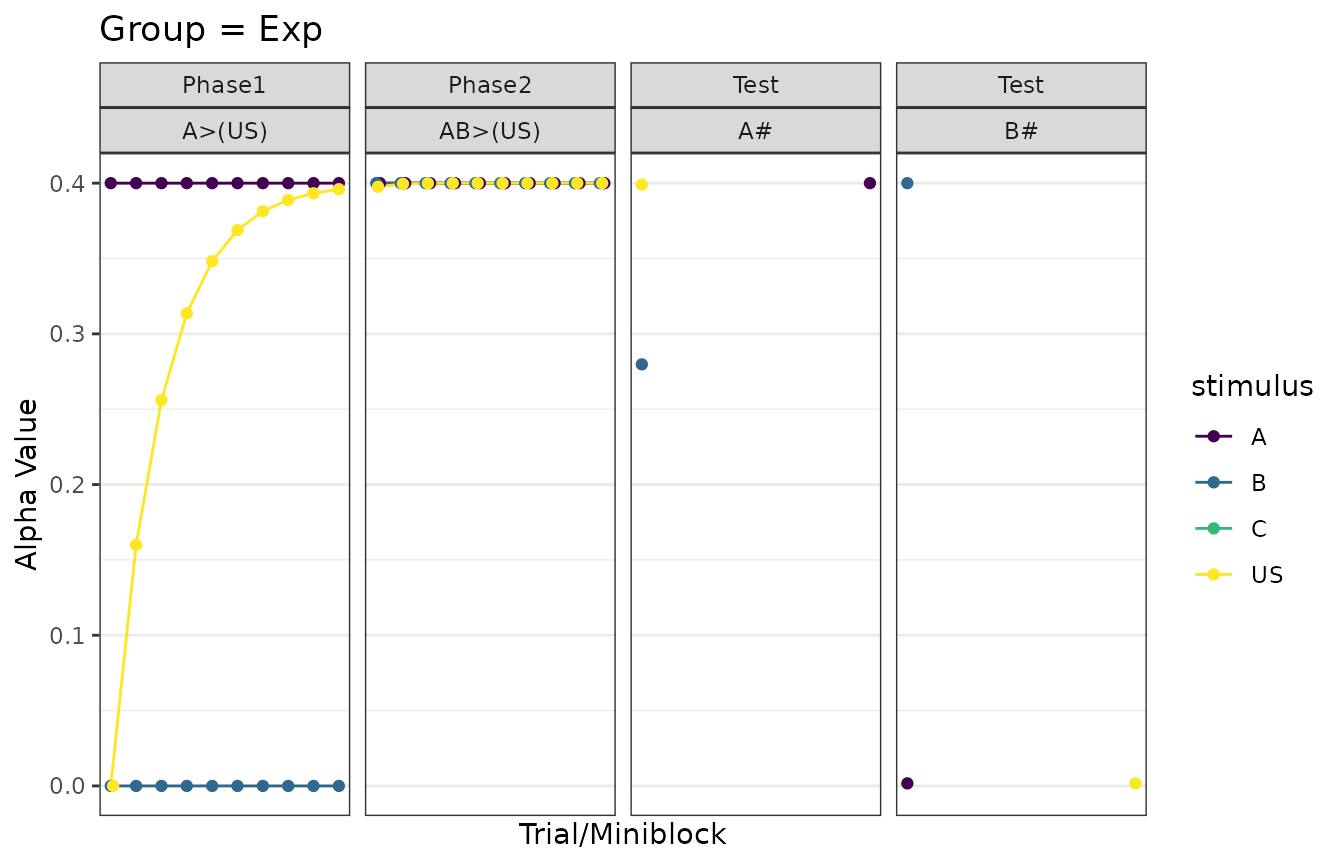 Group = Exp
Phase1
Phase2
Test
Test
A>(US)
AB>(US)
A#
B#
0.4
0.3
0.2
0.1
0.0
Alpha Value
Trial/Miniblock
stimulus
A
B
C
US